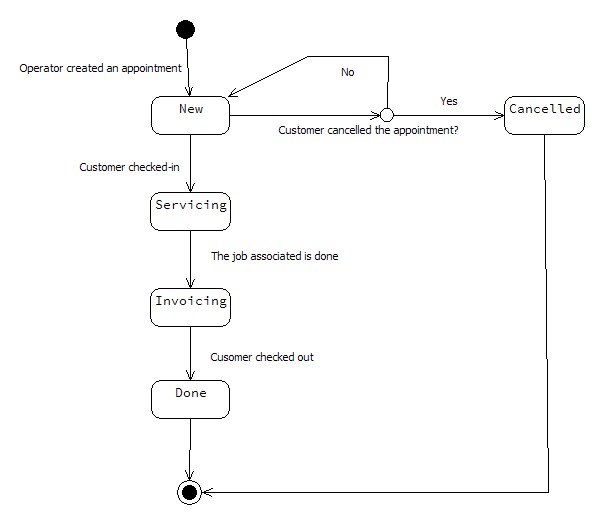 Operator created an appointment
No
New
Yes
Cancelled
Customer cancelled the appointment?
Customer checked-in
Servicing
The job associated is done
Invoicing
Cusomer checked out
Done